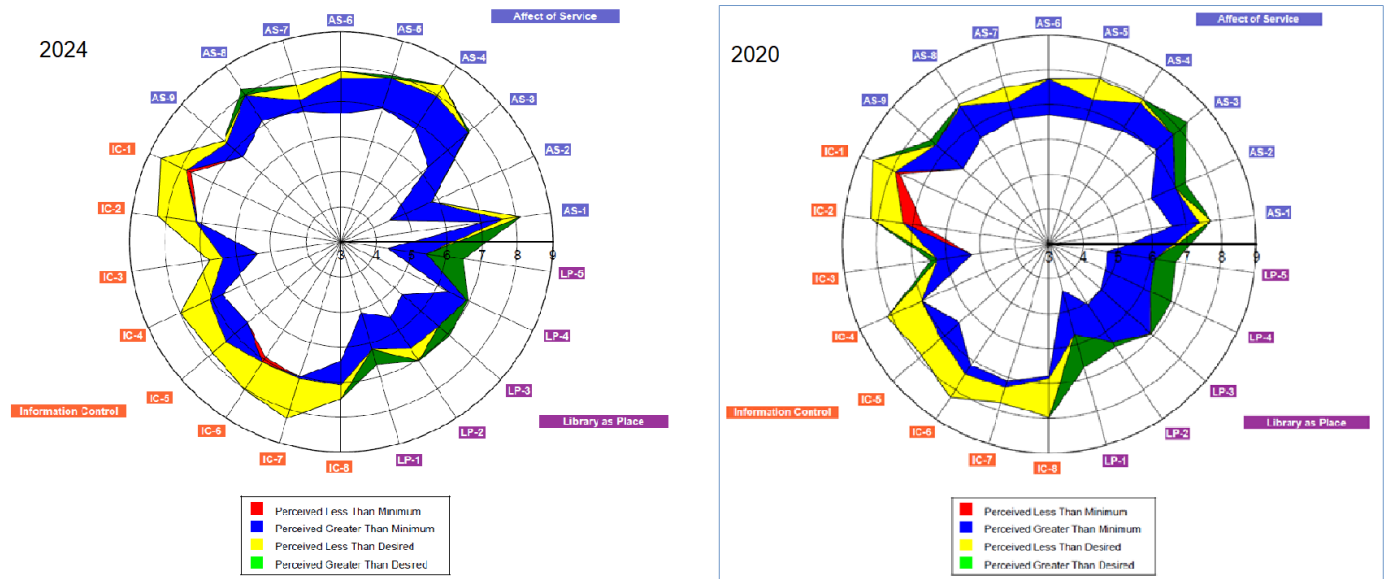 2024
Affect of Service
AS-6
AS-5
AS-4
AS-3
AS-2
AS-1
LP-5
LP-4
LP-3
LP-2
LP-1
IC-8
IC-7
IC-6
IC-5
IC-4
IC-3
IC-2
IC-1
AS-9
AS-8
AS-7
3 4 5 6 7 8 9
Information Control
Library as Place
Perceived Less Than Minimum
Perceived Greater Than Minimum
Perceived Less Than Desired
Perceived Greater Than Desired
2020
Affect of Service
AS-6
AS-5
AS-4
AS-3
AS-2
AS-1
LP-5
LP-4
LP-3
LP-2
LP-1
IC-8
IC-7
IC-6
IC-5
IC-4
IC-3
IC-2
IC-1
AS-9
AS-8
AS-7
3 4 5 6 7 8 9
Information Control
Library as Place
Perceived Less Than Minimum
Perceived Greater Than Minimum
Perceived Less Than Desired
Perceived Greater Than Desired